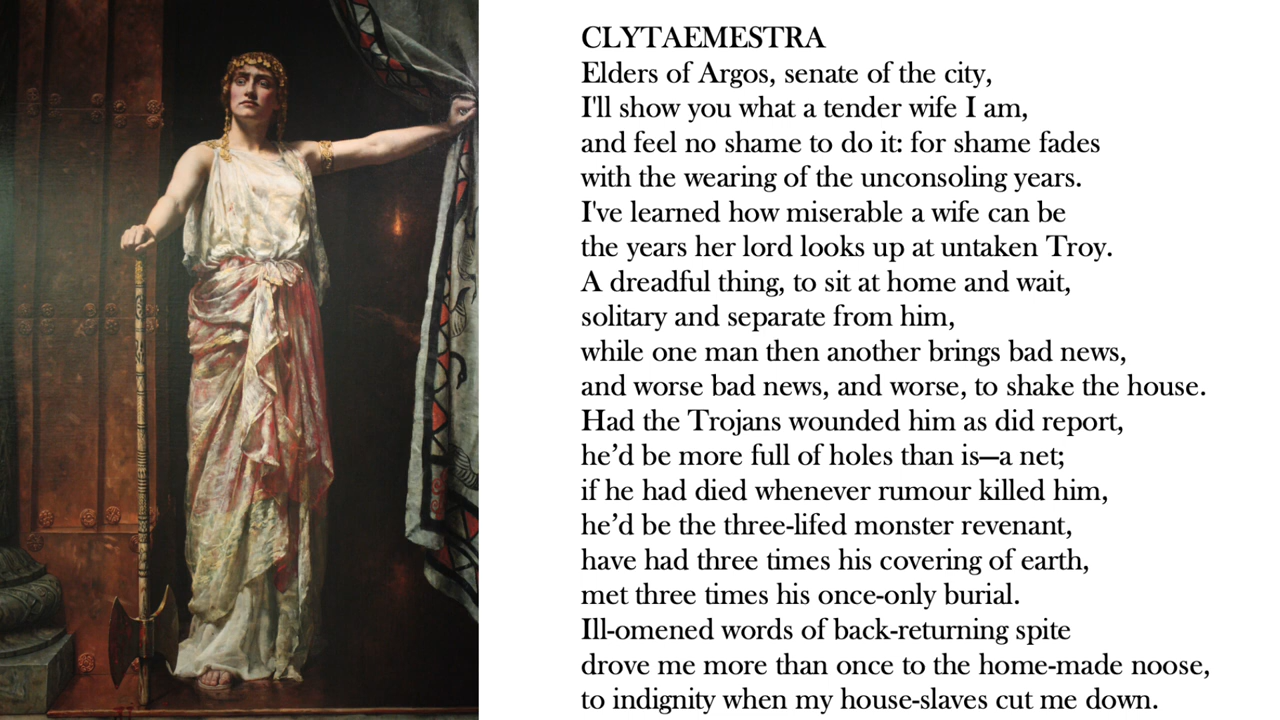 CLYTAEMESTRA
Elders of Argos, senate of the city,
I'll show you what a tender wife I am,
and feel no shame to do it: for shame fades
with the wearing of the unconsoling years.
I've learned how miserable a wife can be
the years her lord looks up at untaken Troy.
A dreadful thing, to sit at home and wait,
solitary and separate from him,
while one man then another brings bad news,
and worse bad news, and worse, to shake the house.
Had the Trojans wounded him as did report,
he’d be more full of holes than is—a net;
if he had died whenever rumour killed him,
he’d be the three-lifed monster revenant,
have had three times his covering of earth,
met three times his once-only burial.
Ill-omened words of back-returning spite
drove me more than once to the home-made noose,
to indignity when my house-slaves cut me down.